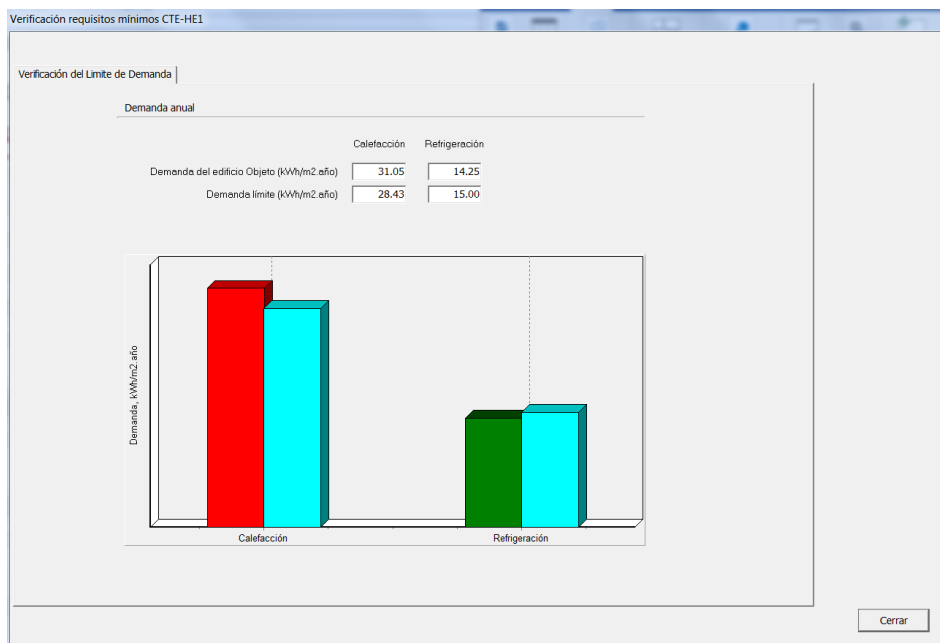 Verificación requisitos mínimos CTE-HE1
Verificación del Limite de Demanda
Demanda anual
Calefacción Refrigeración
Demanda del edificio Objeto (kWh/m2.año) 31.05 14.25
Demanda límite (kWh/m2.año) 28.43 15.00
Demanda, kWh/m2.año
Calefacción Refrigeración
Cerrar